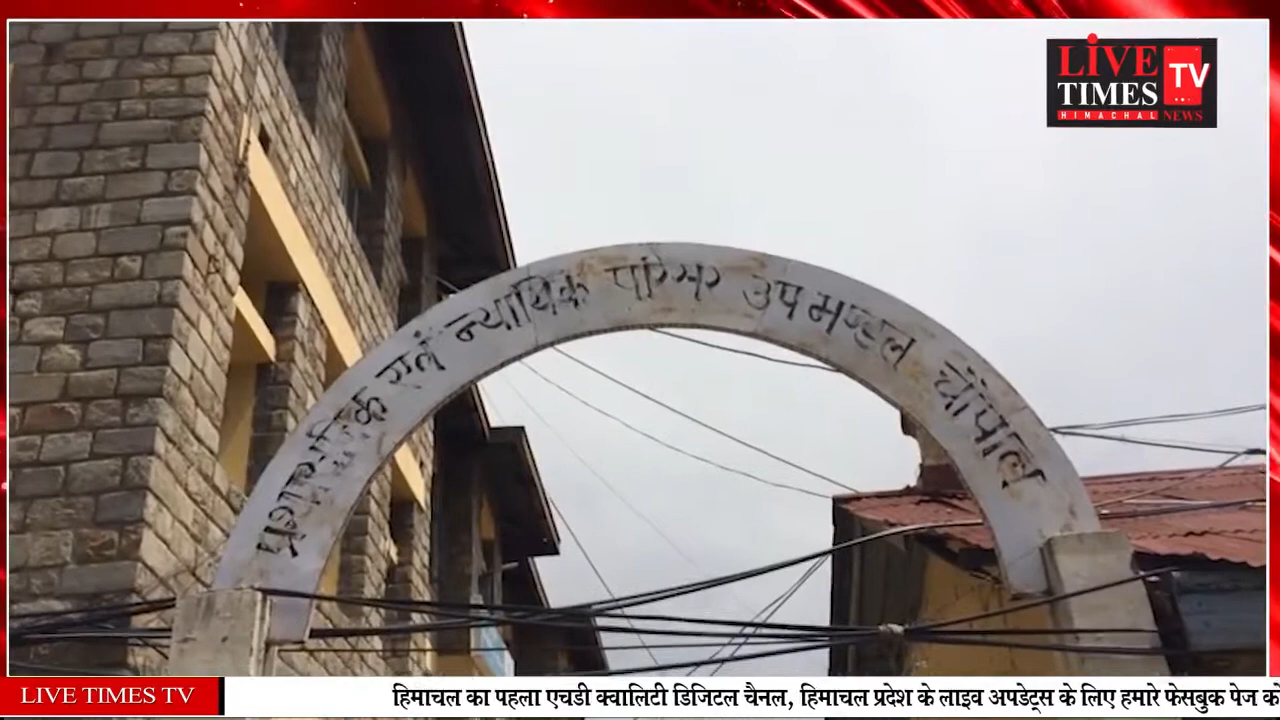 LiVE
TIMES TV
HIMACHAL NEWS
प्रशासनिक एवं न्यायिक परिसर उपमण्डल चौपाल
LIVE TIMES TV
हिमाचल का पहला एचडी क्वालिटी डिजिटल चैनल, हिमाचल प्रदेश के लाइव अपडेट्स के लिए हमारे फेसबुक पेज को